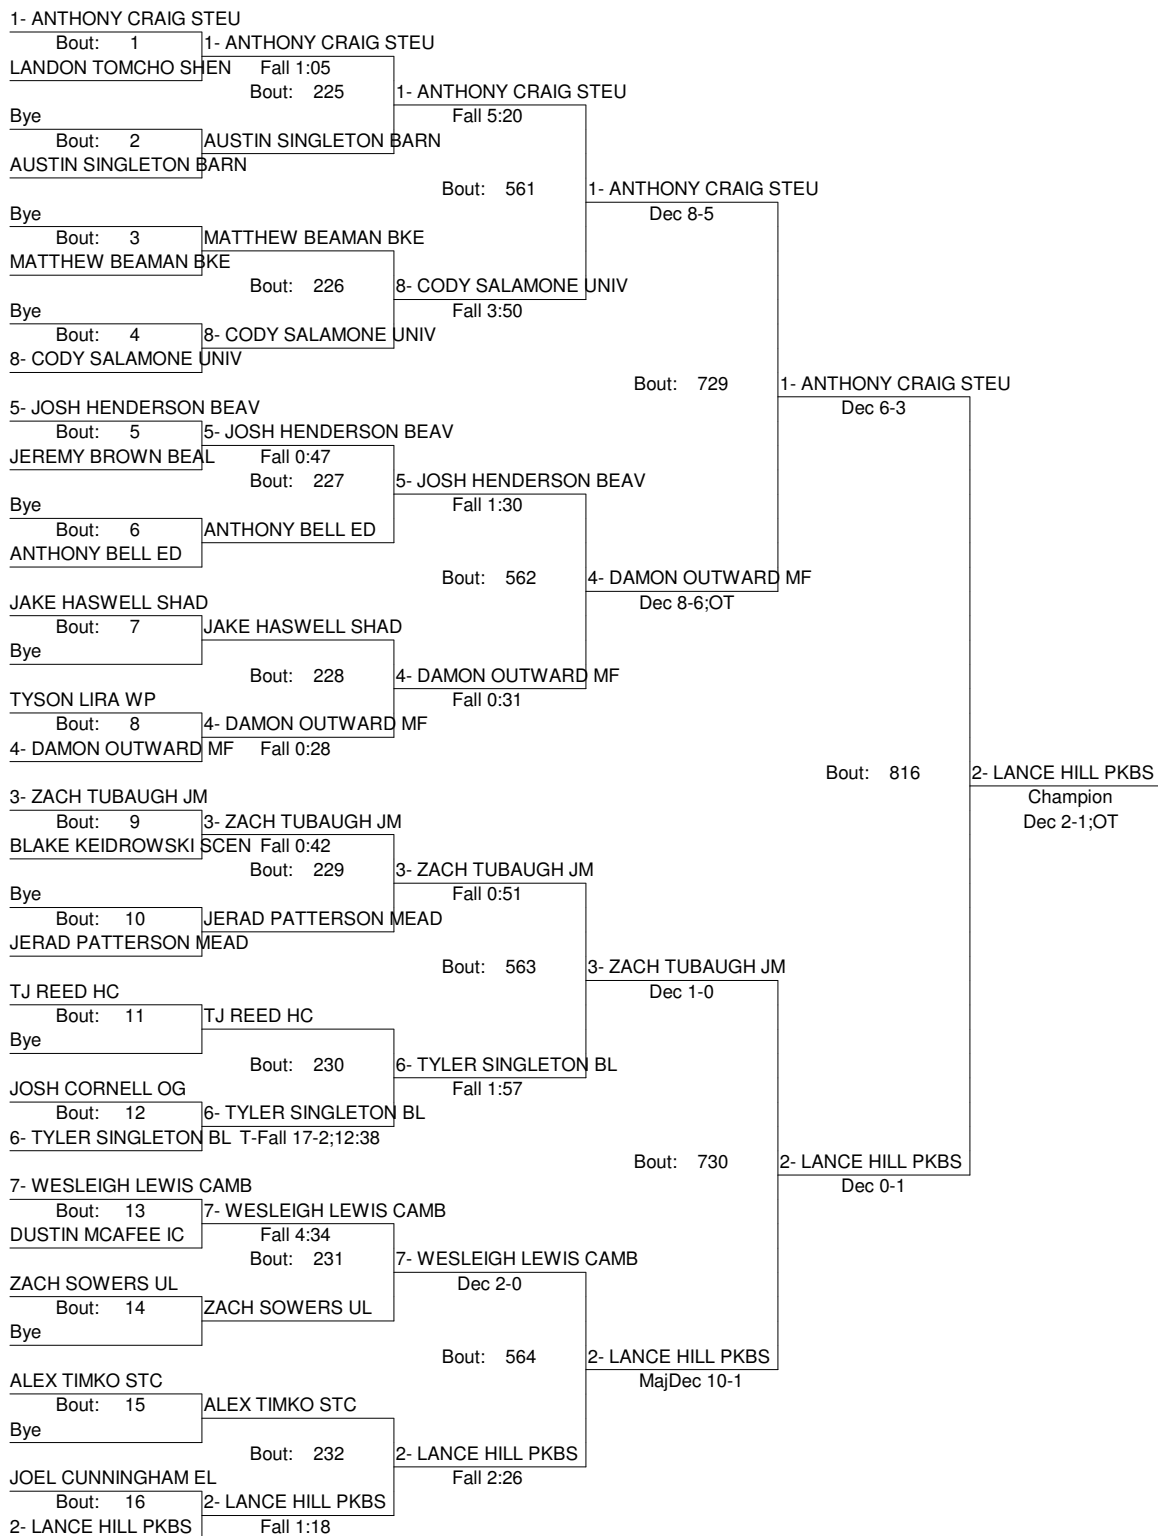 1- ANTHONY CRAIG STEU
Bout: 1 1- ANTHONY CRAIG STEU
LANDON TOMCHO SHEN Fall 1:05
Bout: 225 1- ANTHONY CRAIG STEU
Bye Fall 5:20
Bout: 2 AUSTIN SINGLETON BARN
AUSTIN SINGLETON BARN
Bout: 561 1- ANTHONY CRAIG STEU
Bye Dec 8-5
Bout: 3 MATTHEW BEAMAN BKE
MATTHEW BEAMAN BKE
Bout: 226 8- CODY SALAMONE UNIV
Bye Fall 3:50
Bout: 4 8- CODY SALAMONE UNIV
8- CODY SALAMONE UNIV
Bout: 729 1- ANTHONY CRAIG STEU
5- JOSH HENDERSON BEAV Dec 6-3
Bout: 5 5- JOSH HENDERSON BEAV
JEREMY BROWN BEAL Fall 0:47
Bout: 227 5- JOSH HENDERSON BEAV
Bye Fall 1:30
Bout: 6 ANTHONY BELL ED
ANTHONY BELL ED
Bout: 562 4- DAMON OUTWARD MF
JAKE HASWELL SHAD Dec 8-6;OT
Bout: 7 JAKE HASWELL SHAD
Bye
Bout: 228 4- DAMON OUTWARD MF
TYSON LIRA WP Fall 0:31
Bout: 8 4- DAMON OUTWARD MF
4- DAMON OUTWARD MF Fall 0:28
Bout: 816 2- LANCE HILL PKBS
3- ZACH TUBAUGH JM Champion
Bout: 9 3- ZACH TUBAUGH JM Dec 2-1;OT
BLAKE KEIDROWSKI SCEN Fall 0:42
Bout: 229 3- ZACH TUBAUGH JM
Bye Fall 0:51
Bout: 10 JERAD PATTERSON MEAD
JERAD PATTERSON MEAD
Bout: 563 3- ZACH TUBAUGH JM
TJ REED HC Dec 1-0
Bout: 11 TJ REED HC
Bye
Bout: 230 6- TYLER SINGLETON BL
JOSH CORNELL OG Fall 1:57
Bout: 12 6- TYLER SINGLETON BL
6- TYLER SINGLETON BL T-Fall 17-2;12:38
Bout: 730 2- LANCE HILL PKBS
7- WESLEIGH LEWIS CAMB Dec 0-1
Bout: 13 7- WESLEIGH LEWIS CAMB
DUSTIN MCAFEE IC Fall 4:34
Bout: 231 7- WESLEIGH LEWIS CAMB
ZACH SOWERS UL Dec 2-0
Bout: 14 ZACH SOWERS UL
Bye
Bout: 564 2- LANCE HILL PKBS
ALEX TIMKO STC MajDec 10-1
Bout: 15 ALEX TIMKO STC
Bye
Bout: 232 2- LANCE HILL PKBS
JOEL CUNNINGHAM EL Fall 2:26
Bout: 16 2- LANCE HILL PKBS
2- LANCE HILL PKBS Fall 1:18